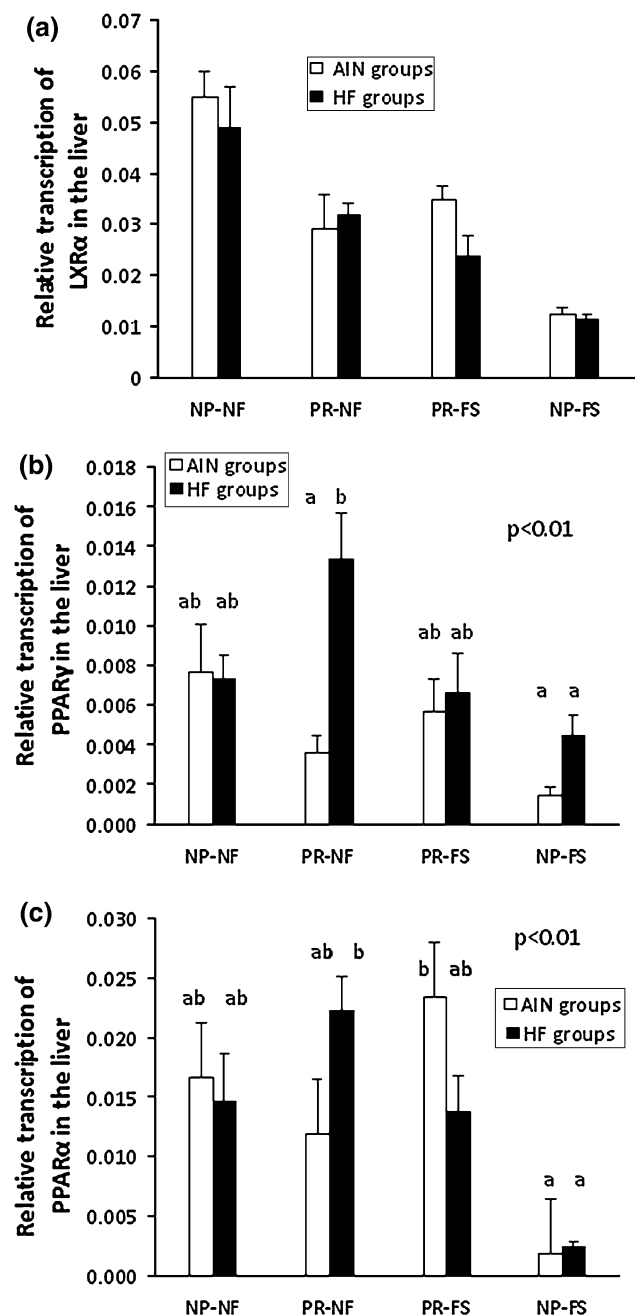 (a)
Relative transcription of
LXRα in the liver
0.07
0.06
0.05
0.04
0.03
0.02
0.01
0
AIN groups
HF groups
NP-NF PR-NF PR-FS NP-FS
(b)
Relative transcription of
PPARγ in the liver
0.018
0.016
0.014
0.012
0.010
0.008
0.006
0.004
0.002
0.000
AIN groups
HF groups
p<0.01
ab ab a b ab ab a a
NP-NF PR-NF PR-FS NP-FS
(c)
Relative transcription of
PPARα in the liver
0.030
0.025
0.020
0.015
0.010
0.005
0.000
p<0.01
AIN groups
HF groups
ab ab ab b b ab a a
NP-NF PR-NF PR-FS NP-FS